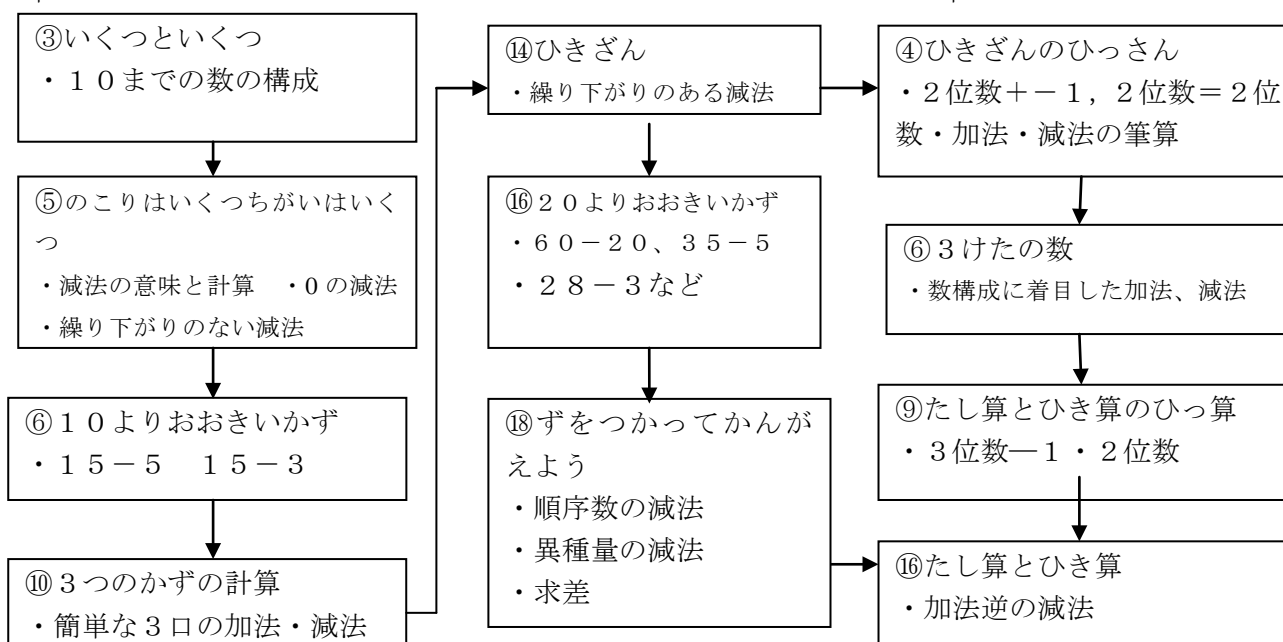 ③いくつといくつ
・１０までの数の構成
⑤のこりはいくつちがいはいく
つ
・減法の意味と計算　・0の減法
・繰り下がりのない減法
⑥１０よりおおきいかず
・１５－５　１５－３
⑩３つのかずの計算
・簡単な３口の加法・減法
⑭ひきざん
・繰り下がりのある減法
⑯２０よりおおきいかず
・６０－２０、３５－５
・２８－３など
⑱ずをつかってかんが
えよう
・順序数の減法
・異種量の減法
・求差
④ひきざんのひっさん
・２位数＋－１，２位数＝２位
数・加法・減法の筆算
⑥３けたの数
・数構成に着目した加法、減法
⑨たし算とひき算のひっ算
・３位数―１・２位数
⑯たし算とひき算
・加法逆の減法